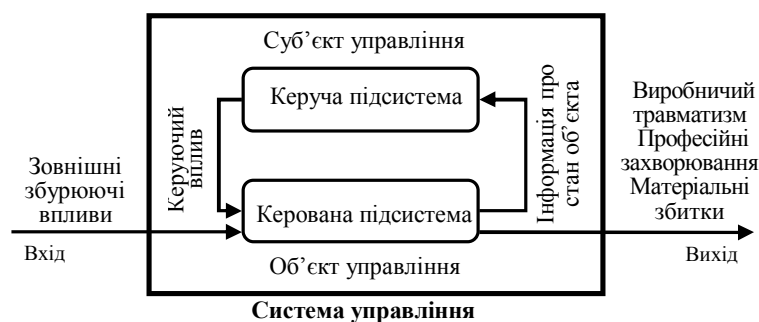 Суб’єкт управління
Керуча підсистема
Керуючий
вплив
Інформація про
стан об’єкта
Керована підсистема
Об’єкт управління
Зовнішні
збурюючі
впливи
Вхід
Виробничий
травматизм
Професійні
захворювання
Матеріальні
збитки
Вихід
Система управління